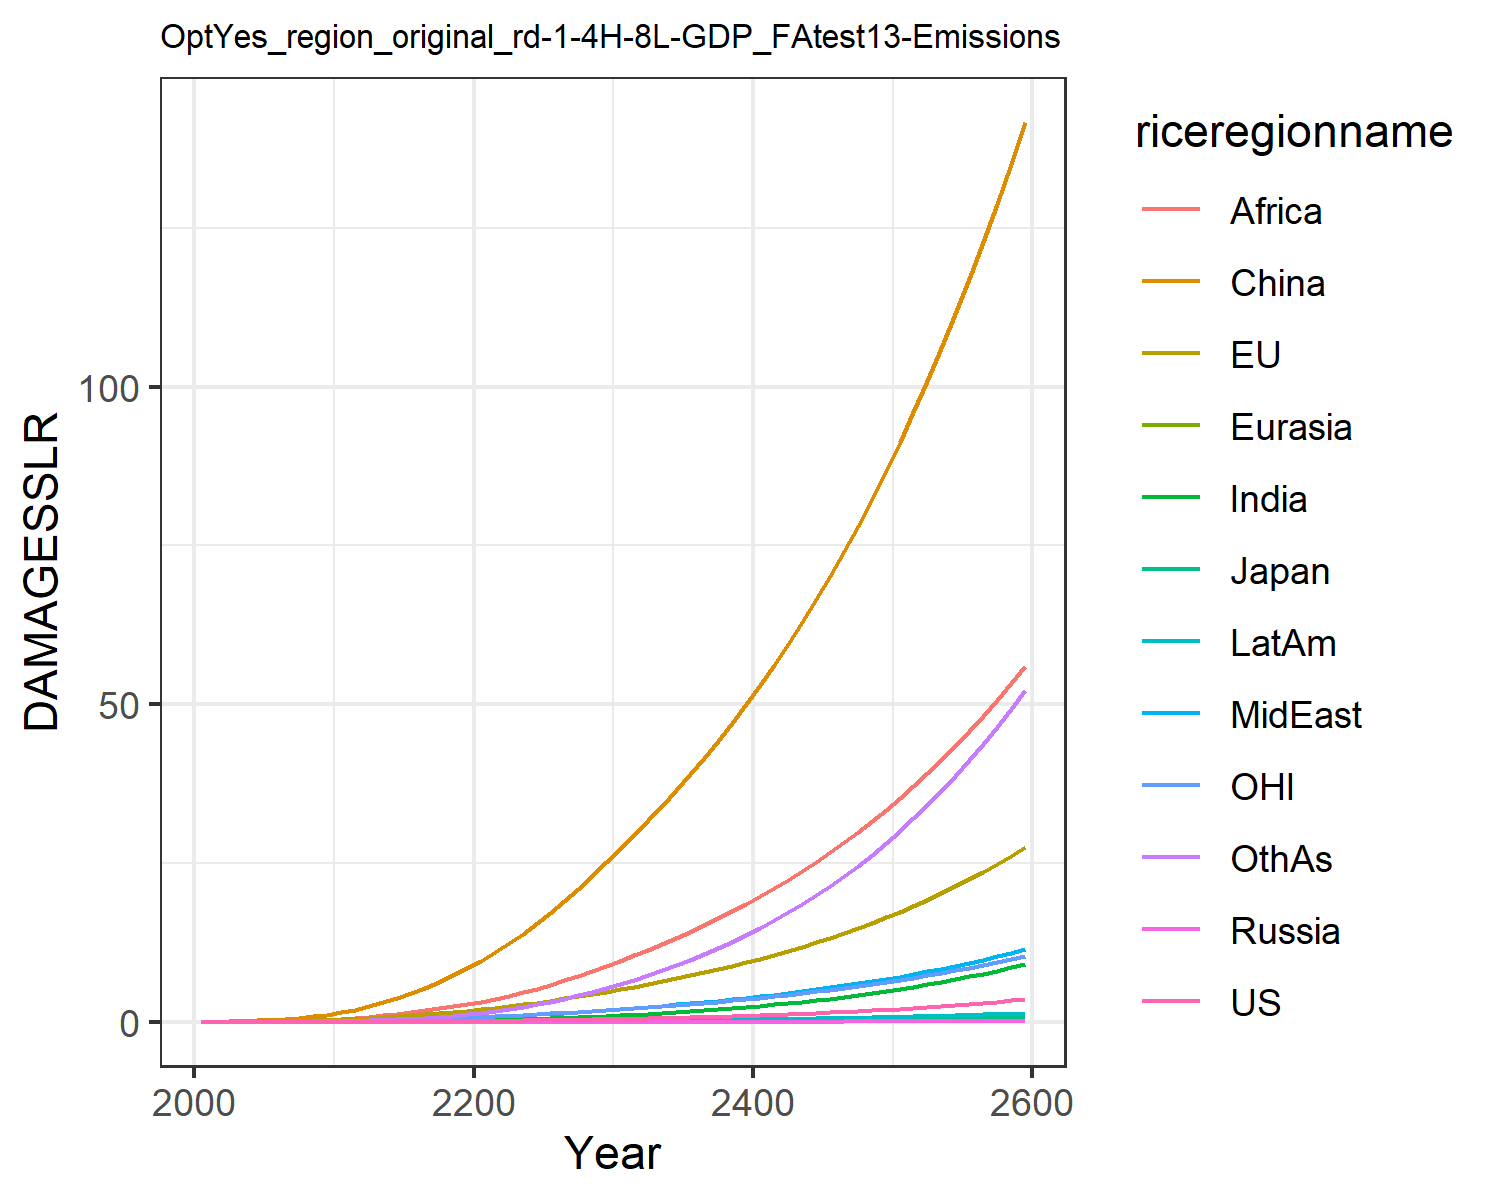 OptYes_region_original_rd-1-4H-8L-GDP_FAtest13-Emissions
DAMAGESSLR
100
50
0
2000 2200 2400 2600
Year
riceregionname
Africa
China
EU
Eurasia
India
Japan
LatAm
MidEast
OHI
OthAs
Russia
US